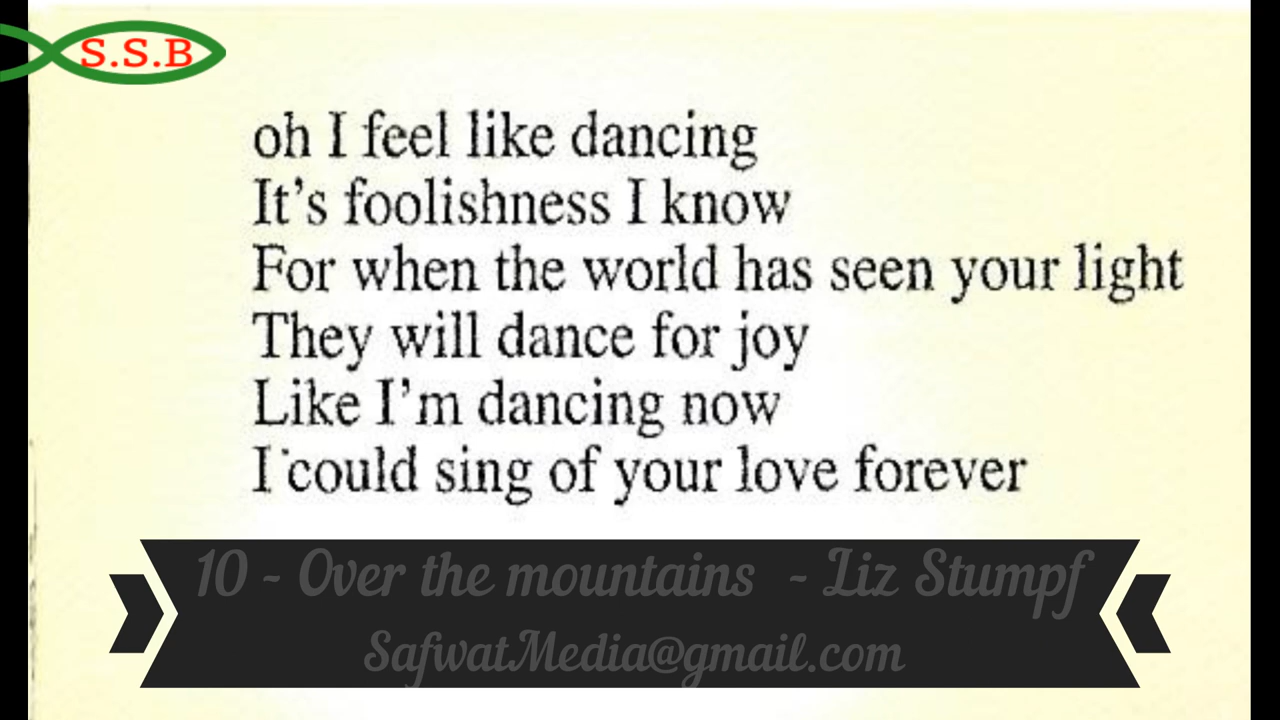 S.S.B
oh I feel like dancing
It's foolishness I know
For when the world has seen your light
They will dance for joy
Like I'm dancing now
I could sing of your love forever
10 - Over the mountains - Liz Stumpf
SafwatMedia@gmail.com